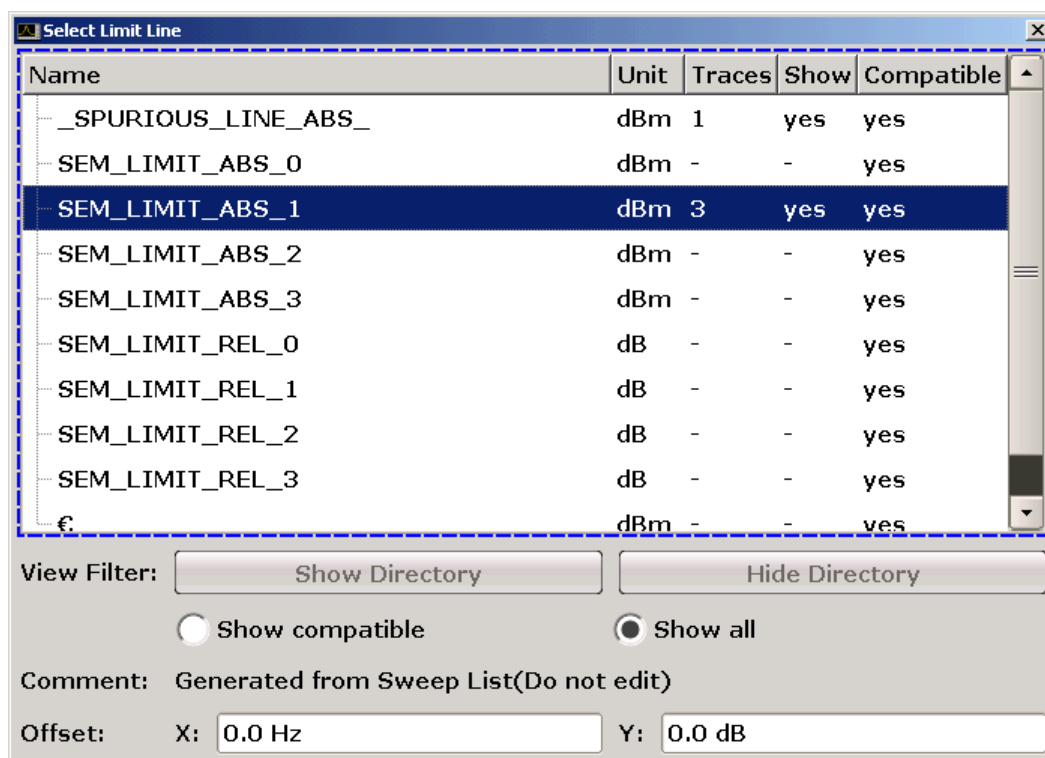 Select Limit Line
Name Unit Traces Show Compatible
_SPURIOUS_LINE_ABS_ dBm 1 yes yes
SEM_LIMIT_ABS_0 dBm - - yes
SEM_LIMIT_ABS_1 dBm 3 yes yes
SEM_LIMIT_ABS_2 dBm - - yes
SEM_LIMIT_ABS_3 dBm - - yes
SEM_LIMIT_REL_0 dB - - yes
SEM_LIMIT_REL_1 dB - - yes
SEM_LIMIT_REL_2 dB - - yes
SEM_LIMIT_REL_3 dB - - yes
€ dBm - - yes
View Filter: Show Directory Hide Directory
Show compatible Show all
Comment: Generated from Sweep List(Do not edit)
Offset: X: 0.0 Hz Y: 0.0 dB